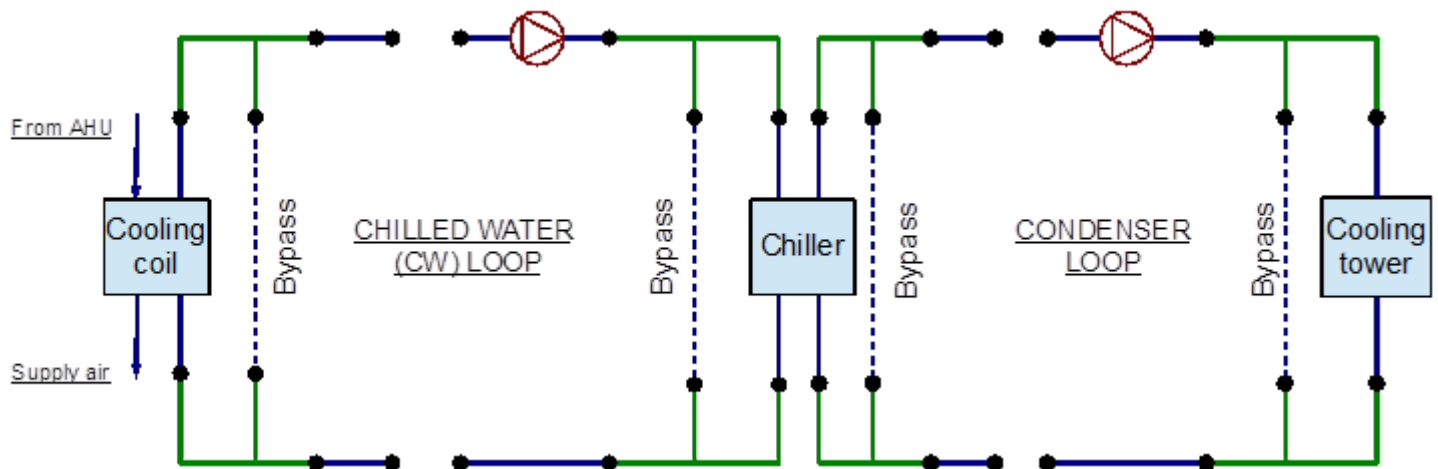 From AHU
Supply air
Cooling
coil
Bypass
CHILLED WATER
(CW) LOOP
Bypass
Chiller
Bypass
CONDENSER
LOOP
Bypass
Cooling
tower